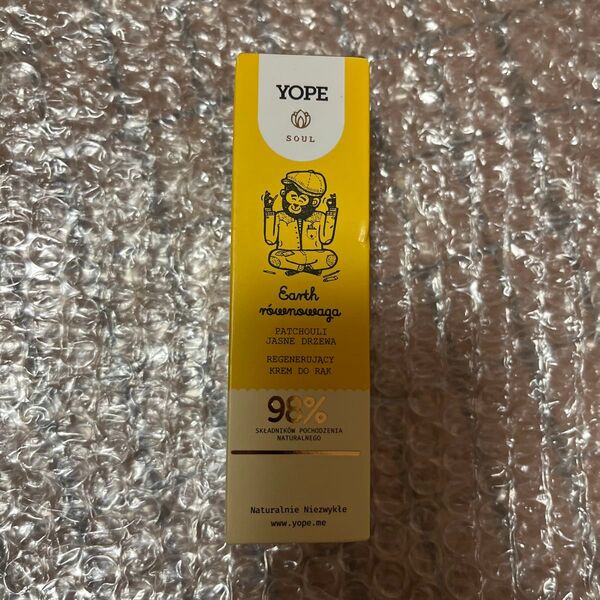 YOPE
SOUL
Earth
równowaga
PATCHOULI
JASNE DRZEWA
REGENERUJĄCY
KREM DO RĄK
98%
SKŁADNIKÓW POCHODZENIA
NATURALNEGO
Naturalnie Niezwykłe
www.yope.me